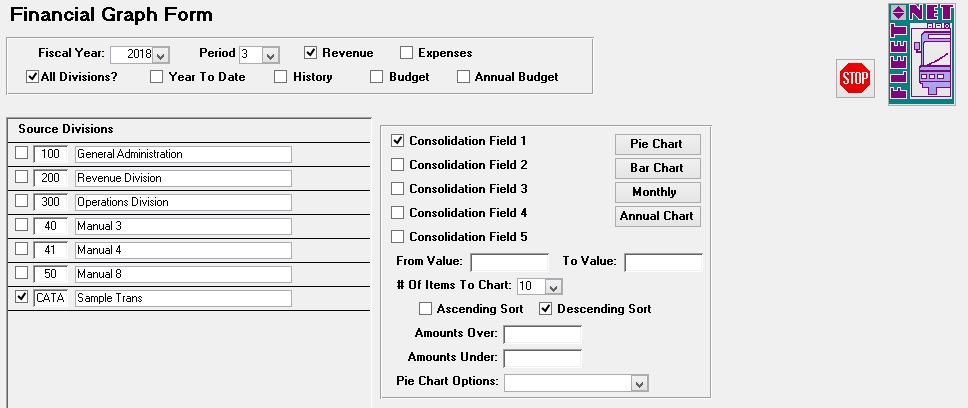 Financial Graph Form
FLEET NET
Fiscal Year: 2018 Period 3 Revenue Expenses
All Divisions? Year To Date History Budget Annual Budget
STOP
Source Divisions
100 General Administration
200 Revenue Division
300 Operations Division
40 Manual 3
41 Manual 4
50 Manual 8
CATA Sample Trans
Consolidation Field 1 Pie Chart
Consolidation Field 2 Bar Chart
Consolidation Field 3 Monthly
Consolidation Field 4 Annual Chart
Consolidation Field 5
From Value: To Value:
# Of Items To Chart: 10
Ascending Sort Descending Sort
Amounts Over:
Amounts Under:
Pie Chart Options: